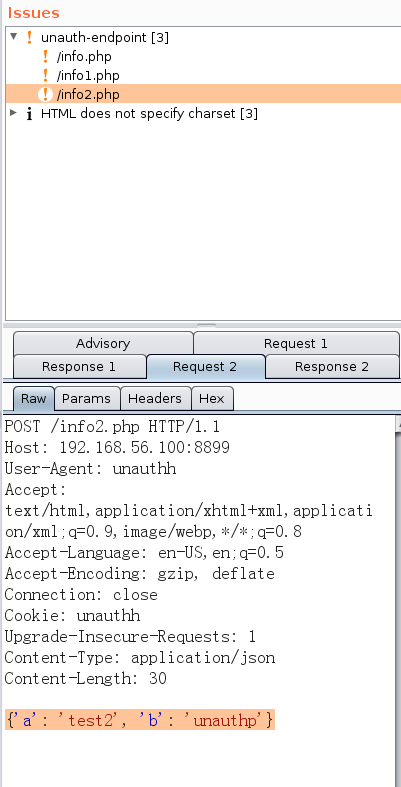 Issues
unauth-endpoint [3]
/info.php
/info1.php
/info2.php
HTML does not specify charset [3]
Advisory
Request 1
Response 1
Request 2
Response 2
Raw
Params
Headers
Hex
POST /info2.php HTTP/1.1
Host: 192.168.56.100:8899
User-Agent: unauthh
Accept:
text/html,application/xhtml+xml,applicati
on/xml;q=0.9,image/webp,*/*;q=0.8
Accept-Language: en-US,en;q=0.5
Accept-Encoding: gzip, deflate
Connection: close
Cookie: unauthh
Upgrade-Insecure-Requests: 1
Content-Type: application/json
Content-Length: 30
{'a': 'test2', 'b': 'unauthp'}